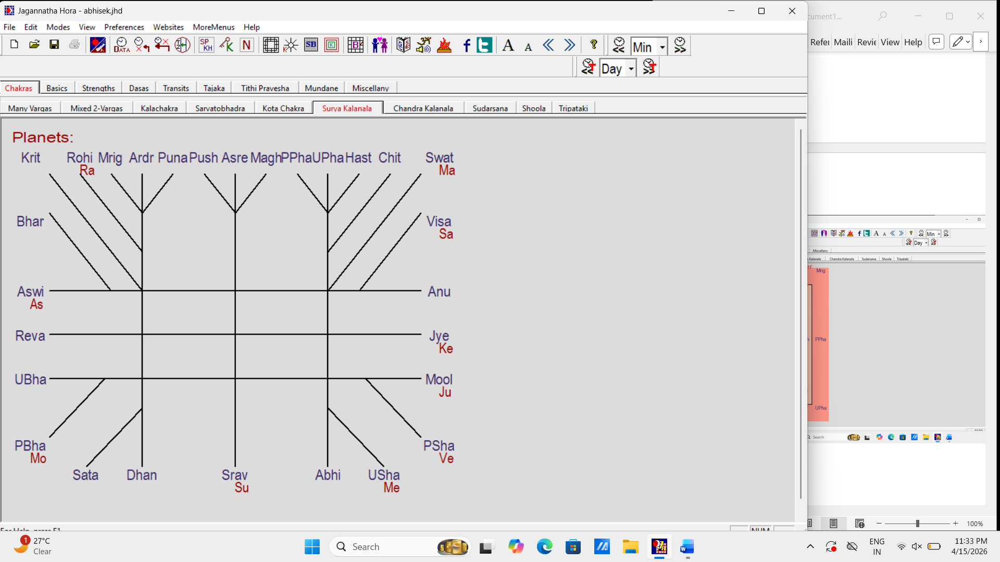 Jagannatha Hora - abhisek.jhd
cument1...
File Edit Modes View Preferences Websites MoreMenus Help
DATA SP KH K N K SB K B f t A A Min
Refer Maili Revie View Help
Day
Chakras Basics Strengths Dasas Transits Tajaka Tithi Pravesha Mundane Miscellany
Many Vargas Mixed 2-Vargas Kalachakra Sarvatobhadra Kota Chakra Surya Kalanala Chandra Kalanala Sudarsana Shoola Tripataki
Planets:
Krit Rohi Mrig Ardr Puna Push Asre Magh PPha UPha Hast Chit Swat
Ra Ma
Bhar Visa
Sa
Aswi Anu
As
Reva Jye
Ke
UBha Mool
Ju
PBha PSha
Mo Ve
Sata Dhan Srav Abhi USha
Su Me
f A A ? Min
Day
Miscellany
Kalanala Chandra Kalanala Sudarsana Shoola Tripataki
er Mrig
PPha
UPha
Search
For Help, press F1
NUM
100%
1 27°C
Clear
Search
ENG
IN
11:33 PM
4/15/2026